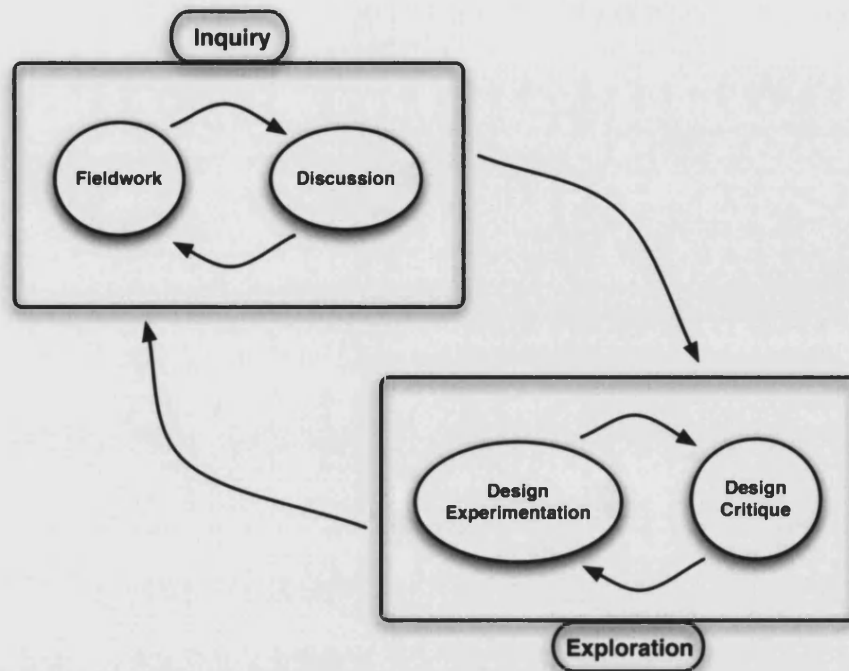 Inquiry
Fieldwork
Discussion
Design
Experimentation
Design
Critique
Exploration